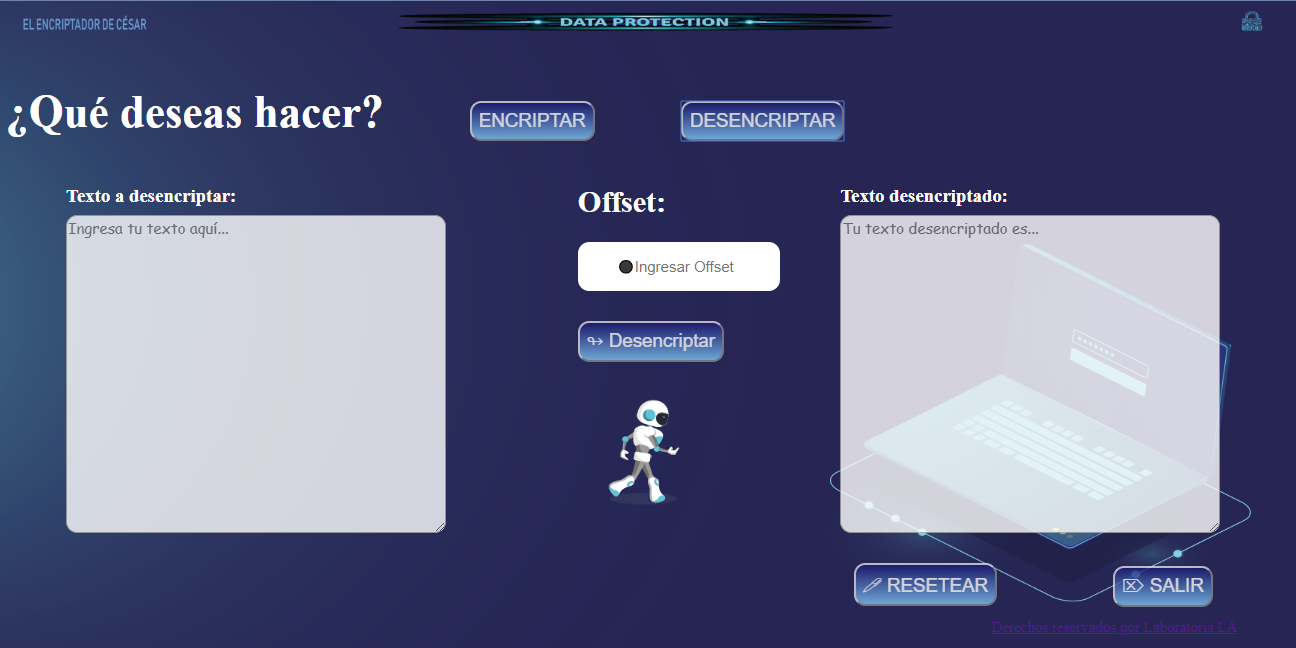 EL ENCRIPTADOR DE CÉSAR
DATA PROTECTION
¿Qué deseas hacer?
ENCRIPTAR
DESENCRIPTAR
Texto a desencriptar:
Ingresa tu texto aquí...
Offset:
Ingresar Offset
Desencriptar
Texto desencriptado:
Tu texto desencriptado es...
RESETEAR
SALIR
Derechos reservados por Laboratoria LA